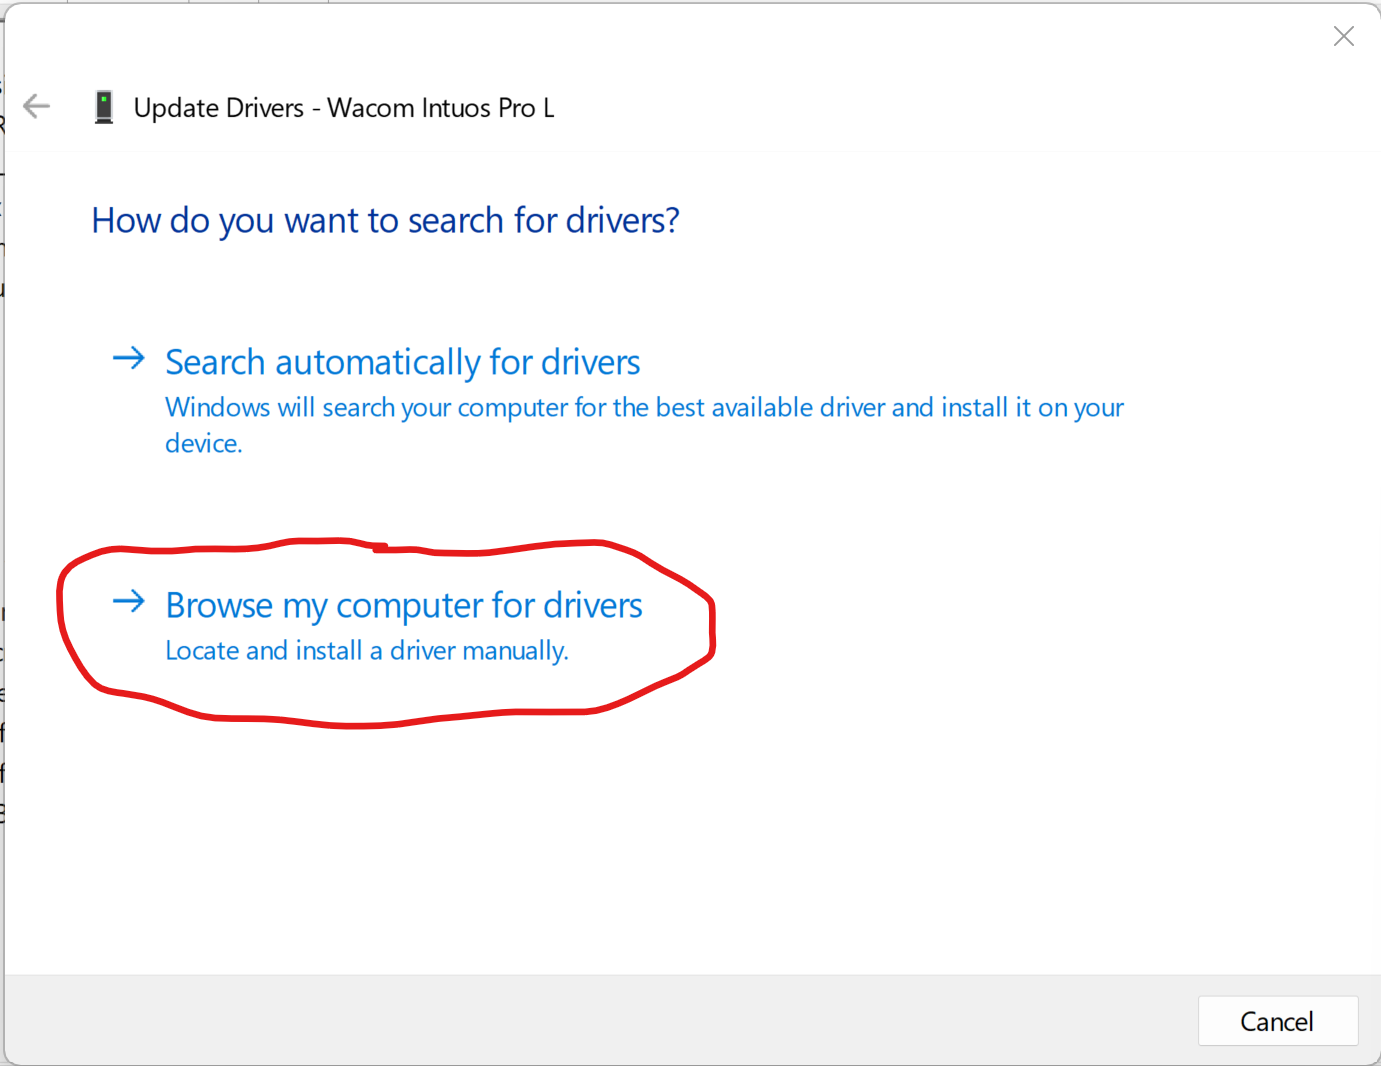 Update Drivers - Wacom Intuos Pro L
How do you want to search for drivers?
Search automatically for drivers
Windows will search your computer for the best available driver and install it on your
device.
Browse my computer for drivers
Locate and install a driver manually.
Cancel